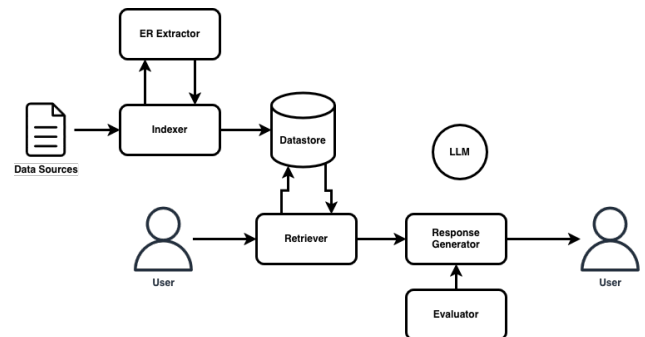 ER Extractor
Indexer
Datastore
Data Sources
LLM
User
Retriever
Response
Generator
User
Evaluator